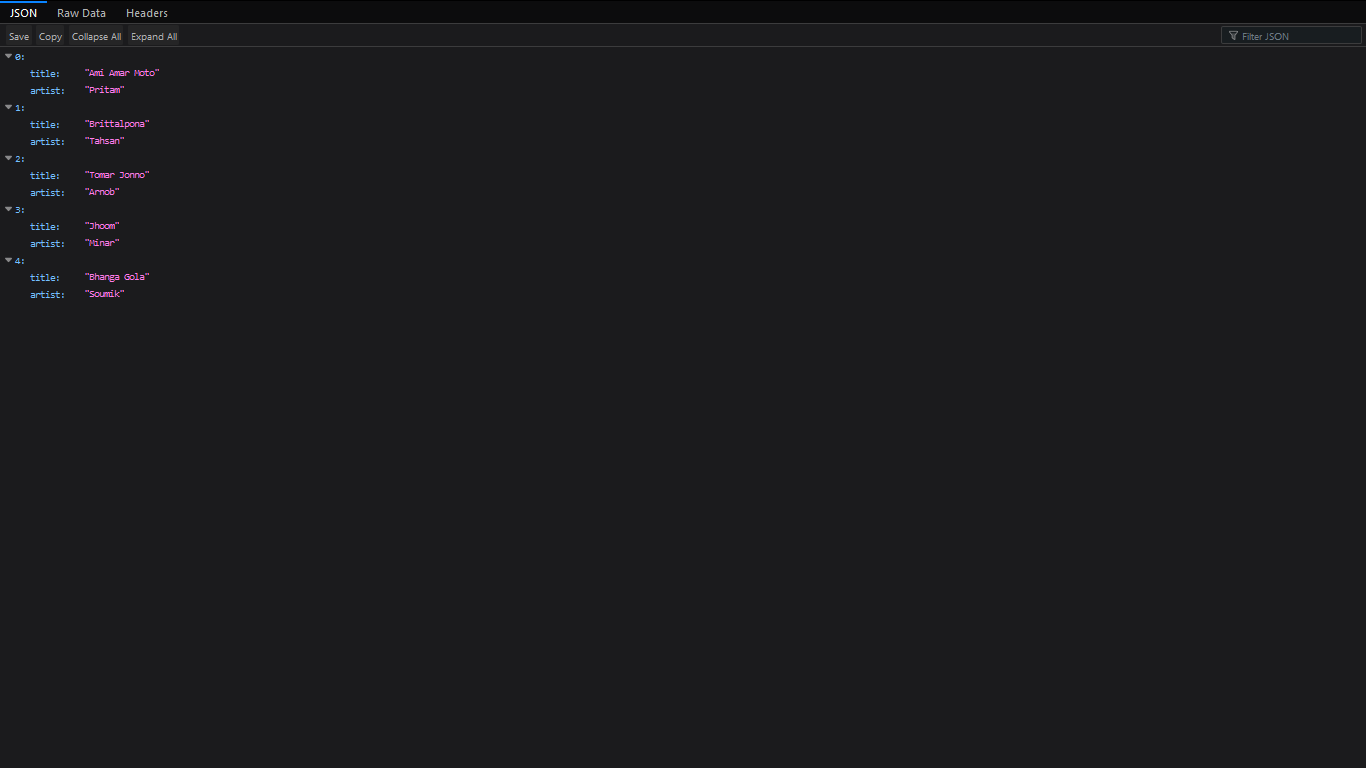 JSON Raw Data Headers
Save Copy Collapse All Expand All Filter JSON
0:
title: "Ami Amar Moto"
artist: "Pritam"
1:
title: "Brittalpona"
artist: "Tahsan"
2:
title: "Tomar Jonno"
artist: "Arnob"
3:
title: "Jhoom"
artist: "Minar"
4:
title: "Bhanga Gola"
artist: "Soumik"